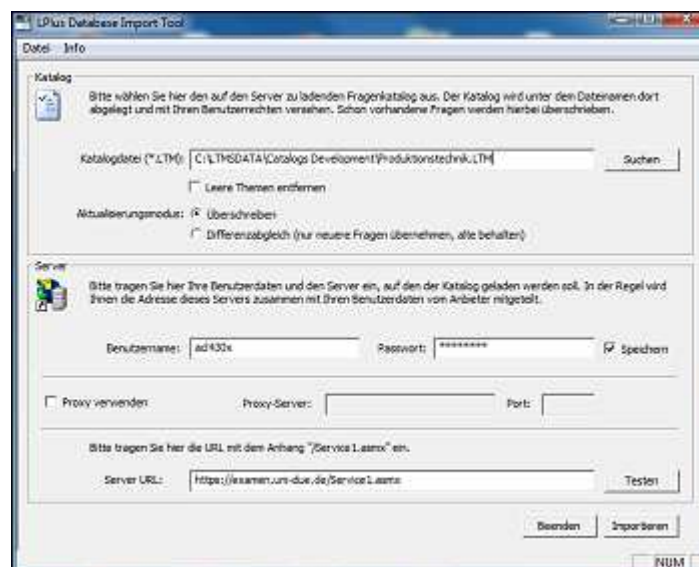 LPlus Database Import Tool
Datei Info
Katalog
Bitte wählen Sie hier den auf den Server zu ladenden Fragenkatalog aus. Der Katalog wird unter dem Dateinamen dort
abgelegt und mit Ihren Benutzerrechten versehen. Schon vorhandene Fragen werden hierbei überschrieben.
Katalogdatei (*.LTM): C:\LTMSDATA\Catalogs Development\Produktionstechnik.LTM Suchen
Leere Themen entfernen
Aktualisierungsmodus: Überschreiben
Differenzabgleich (nur neuere Fragen übernehmen, alte behalten)
Server
Bitte tragen Sie hier Ihre Benutzerdaten und den Server ein, auf den der Katalog geladen werden soll. In der Regel wird
Ihnen die Adresse dieses Servers zusammen mit Ihren Benutzerdaten vom Anbieter mitgeteilt.
Benutzername: ad430x Passwort: ******** Speichern
Proxy verwenden Proxy-Server: Port:
Bitte tragen Sie hier die URL mit dem Anhang "/Service1.asmx" ein.
Server URL: https://examen.uni-due.de/Service1.asmx Testen
Beenden Importieren
NUM